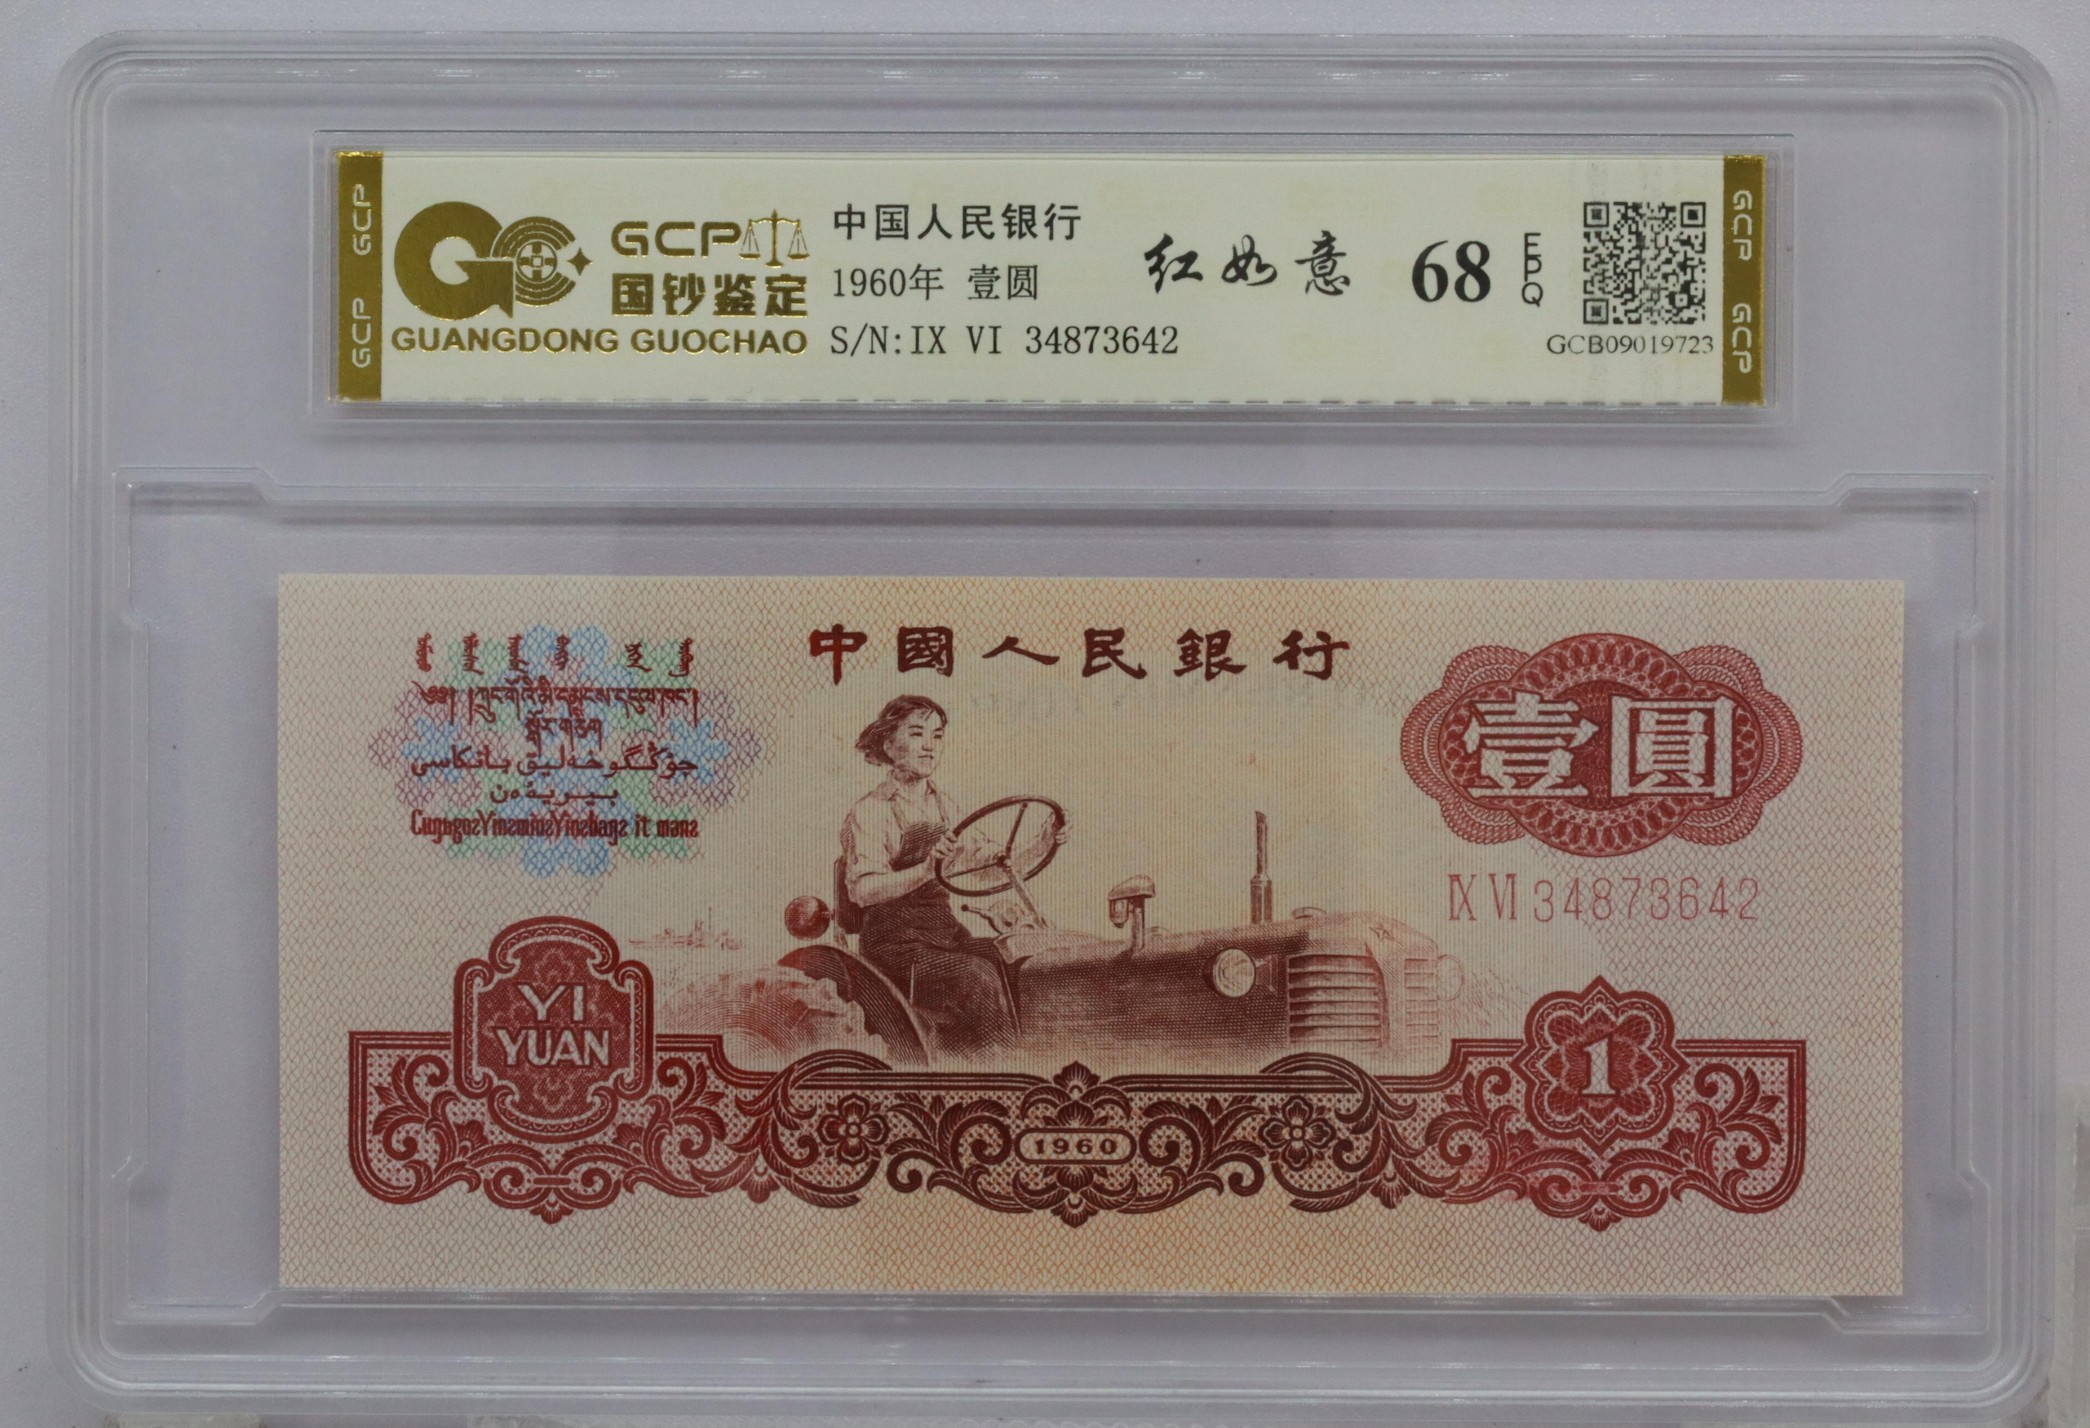 GCP GCP
GCP
国钞鉴定
GUANGDONG GUOCHAO
中国人民银行
1960年 壹圆
S/N:IX VI 34873642
红如意
68
EPQ
GCB09019723
GCP GCP
中國人民銀行
壹圓
IX VI 34873642
YI
YUAN
1960
1